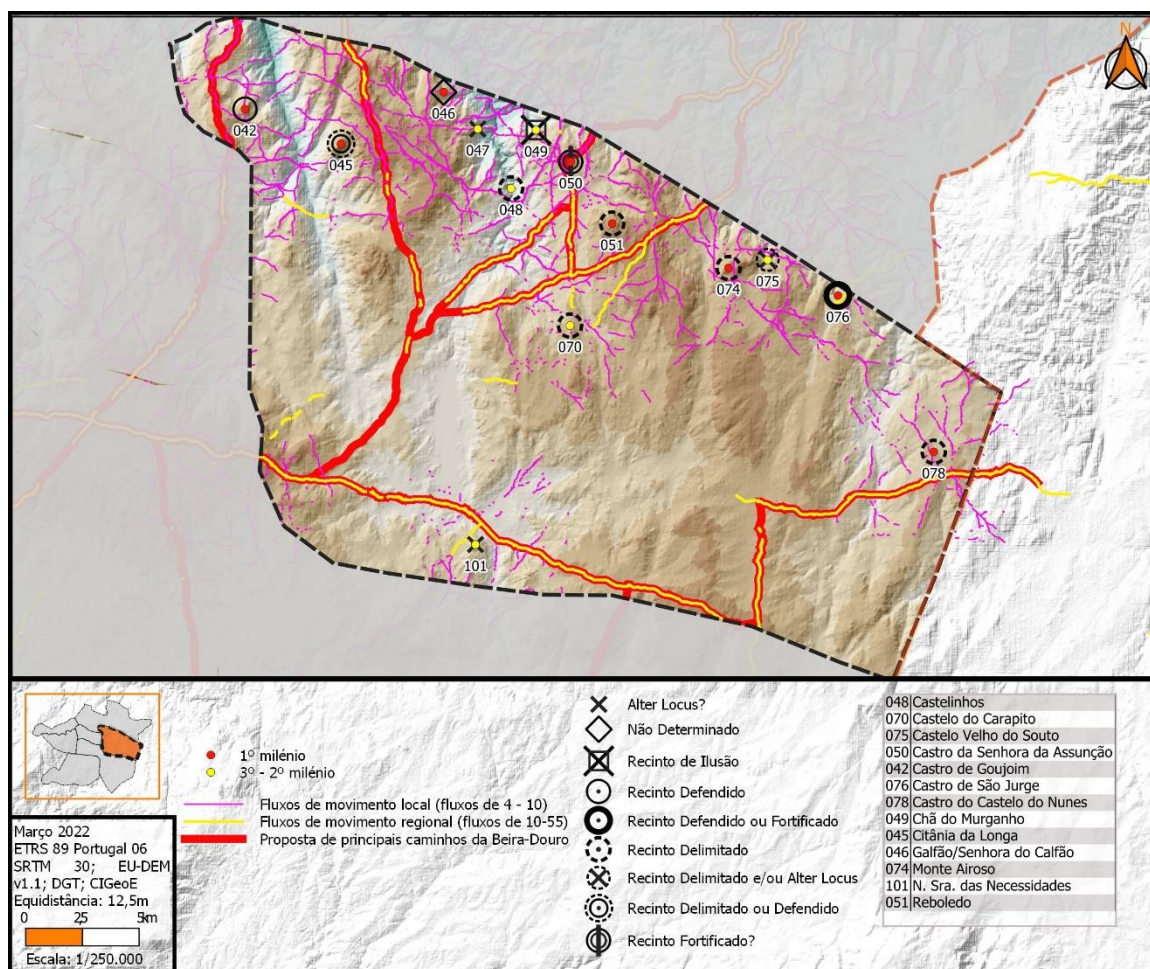 N
042
045
046
047
049
050
048
051
074
075
076
070
078
101
1º milénio
3º - 2º milénio
Fluxos de movimento local (fluxos de 4 - 10)
Fluxos de movimento regional (fluxos de 10-55)
Proposta de principais caminhos da Beira-Douro
Março 2022
ETRS 89 Portugal 06
SRTM 30; EU-DEM
v1.1; DGT; CIGeoE
Equidistância: 12,5m
0 25 5km
Escala: 1/250.000
Alter Locus?
Não Determinado
Recinto de Ilusão
Recinto Defendido
Recinto Defendido ou Fortificado
Recinto Delimitado
Recinto Delimitado e/ou Alter Locus
Recinto Delimitado ou Defendido
Recinto Fortificado?
048 Castelinhos
070 Castelo do Carapito
075 Castelo Velho do Souto
050 Castro da Senhora da Assunção
042 Castro de Goujoim
076 Castro de São Jorge
078 Castro do Castelo do Nunes
049 Chã do Murganho
045 Citânia da Longa
046 Galfão/Senhora do Calfão
074 Monte Airoso
101 N. Sra. das Necessidades
051 Reboledo